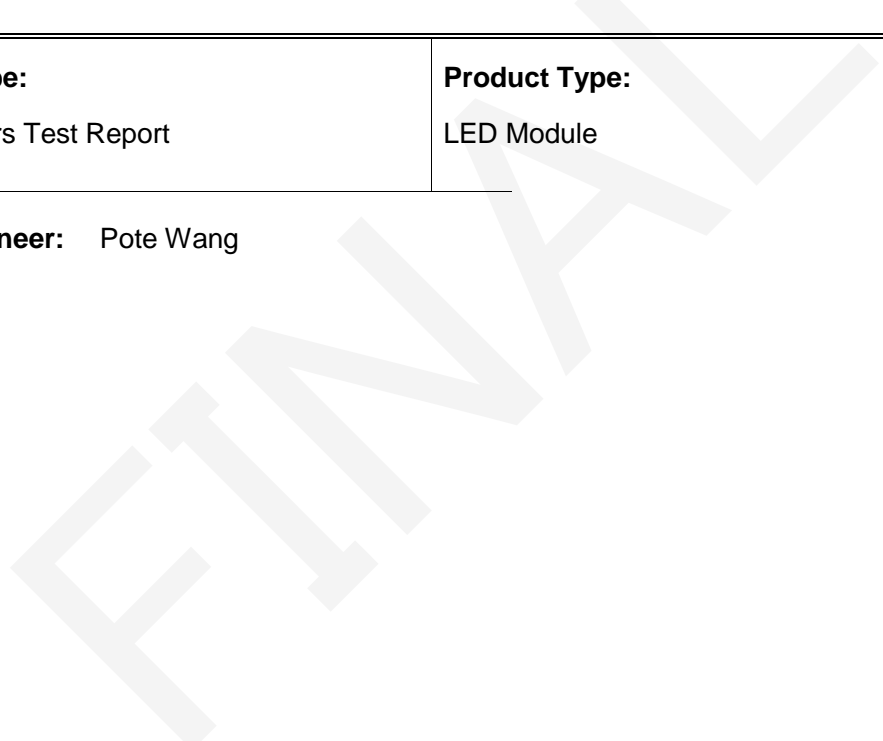 pe: Product Type:
rs Test Report LED Module
neer: Pote Wang
FINAL